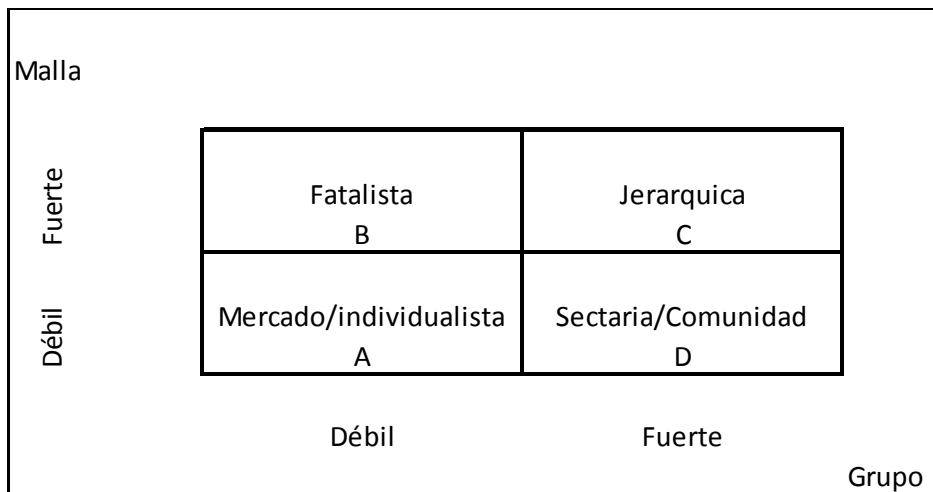 Malla
Fuerte
Fatalista
B
Jerarquica
C
Débil
Mercado/individualista
A
Sectaria/Comunidad
D
Débil
Fuerte
Grupo